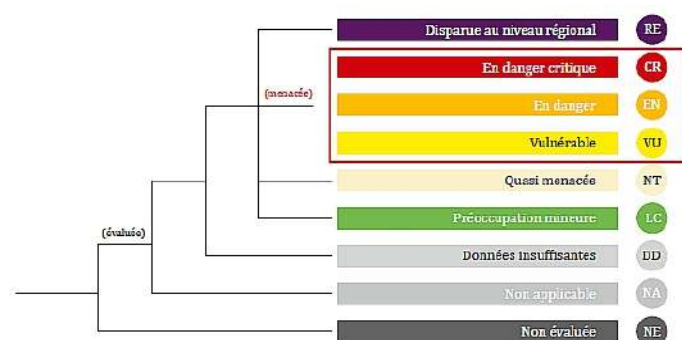 Disparue au niveau régional RE
En danger critique CR
(menacée)
En danger EN
Vulnérable VU
Quasi menacée NT
Préoccupation mineure LC
(évaluée)
Données insuffisantes DD
Non applicable NA
Non évaluée NE